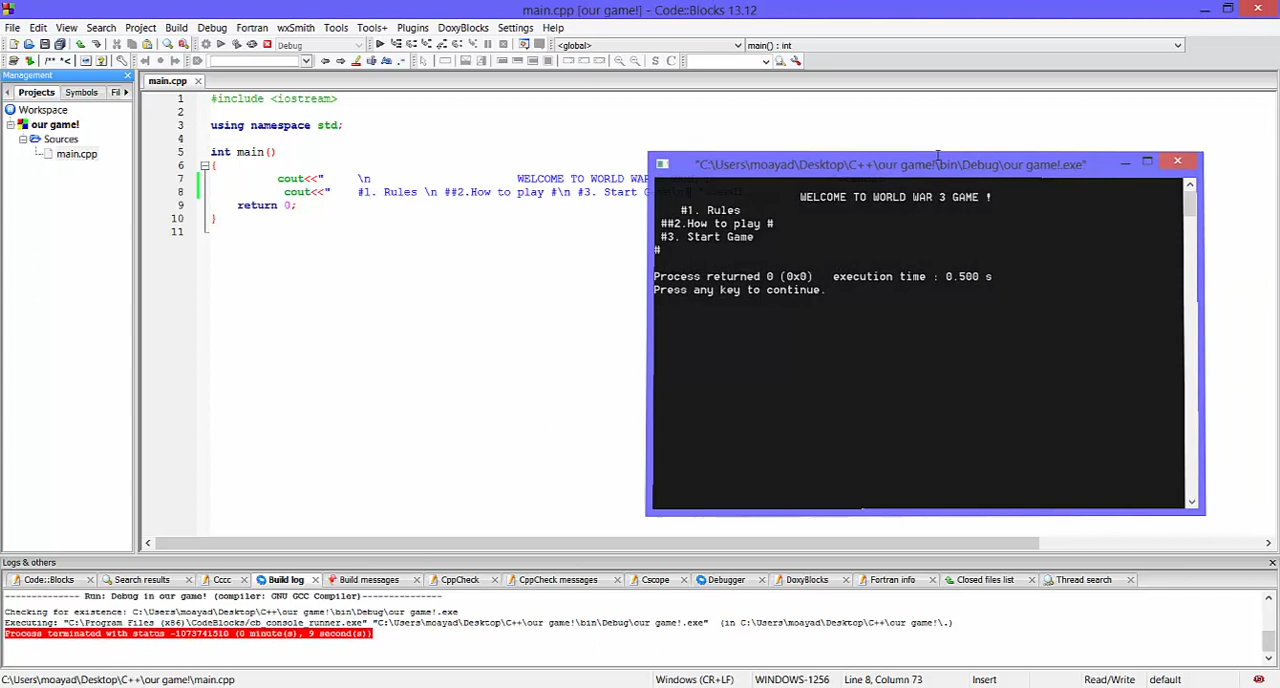 main.cpp [our game!] - Code::Blocks 13.12
File Edit View Search Project Build Debug Fortran wxSmith Tools Tools+ Plugins DoxyBlocks Settings Help
Debug <global> main() : int
Management
Projects Symbols Fil
main.cpp
Workspace
our game!
Sources
main.cpp
1 #include <iostream>
2
3 using namespace std;
4
5 int main()
6 {
7 cout<<" \n WELCOME TO WORLD WAR
8 cout<<" #1. Rules \n ##2.How to play #\n #3. Start
9 return 0;
10 }
11
"C:\Users\moayad\Desktop\C++\our game!\bin\Debug\our game!.exe"
WELCOME TO WORLD WAR 3 GAME !
#1. Rules
##2.How to play #
#3. Start Game
#
Process returned 0 (0x0) execution time : 0.500 s
Press any key to continue.
Logs & others
Code::Blocks Search results Cccc Build log Build messages CppCheck CppCheck messages Cscope Debugger DoxyBlocks Fortran info Closed files list Thread search
-------------- Run: Debug in our game! (compiler: GNU GCC Compiler)---------------
Checking for existence: C:\Users\moayad\Desktop\C++\our game!\bin\Debug\our game!.exe
Executing: "C:\Program Files (x86)\CodeBlocks/cb_console_runner.exe" "C:\Users\moayad\Desktop\C++\our game!\bin\Debug\our game!.exe" (in C:\Users\moayad\Desktop\C++\our game!\.)
Process terminated with status -1073741510 (0 minute(s), 9 second(s))
C:\Users\moayad\Desktop\C++\our game!\main.cpp Windows (CR+LF) WINDOWS-1256 Line 8, Column 73 Insert Read/Write default